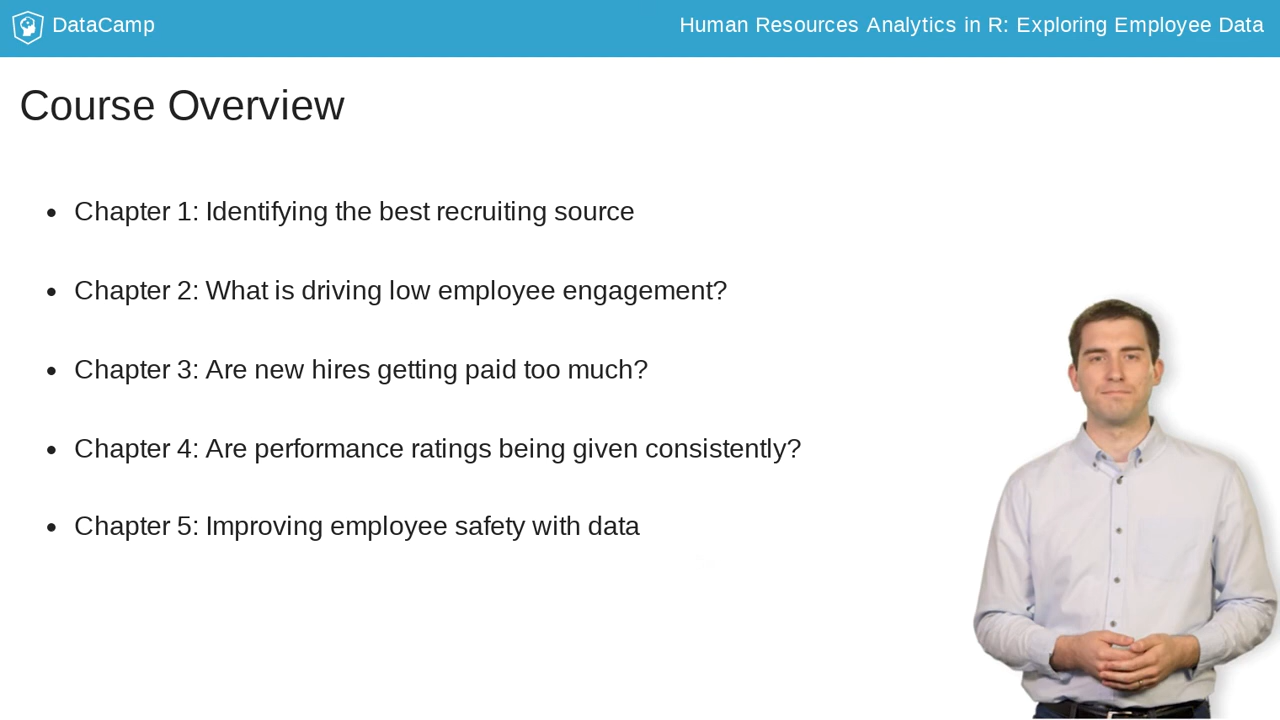 DataCamp
Human Resources Analytics in R: Exploring Employee Data
Course Overview
• Chapter 1: Identifying the best recruiting source
• Chapter 2: What is driving low employee engagement?
• Chapter 3: Are new hires getting paid too much?
• Chapter 4: Are performance ratings being given consistently?
• Chapter 5: Improving employee safety with data